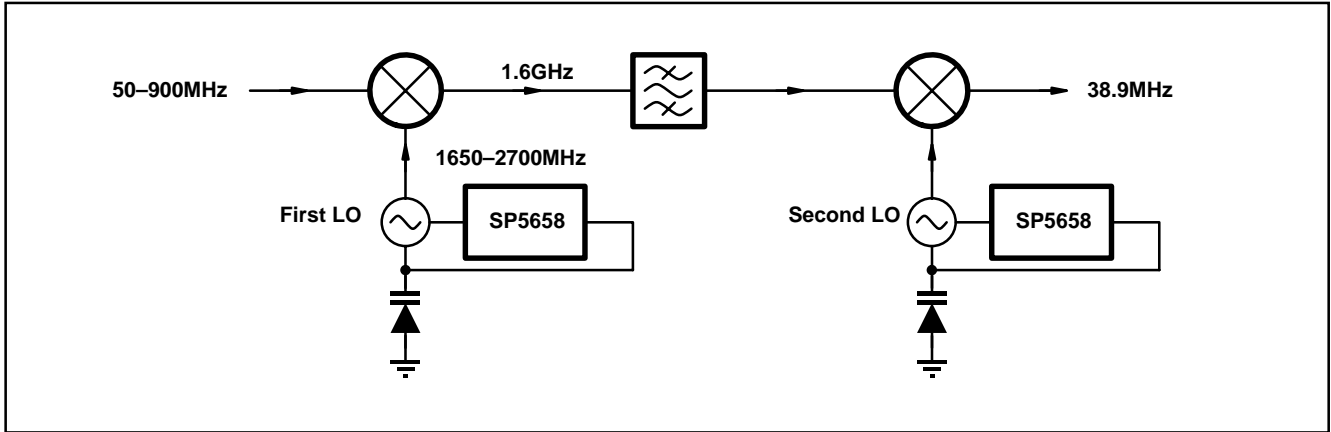 50–900MHz
1.6GHz
38.9MHz
1650–2700MHz
First LO
SP5658
Second LO
SP5658